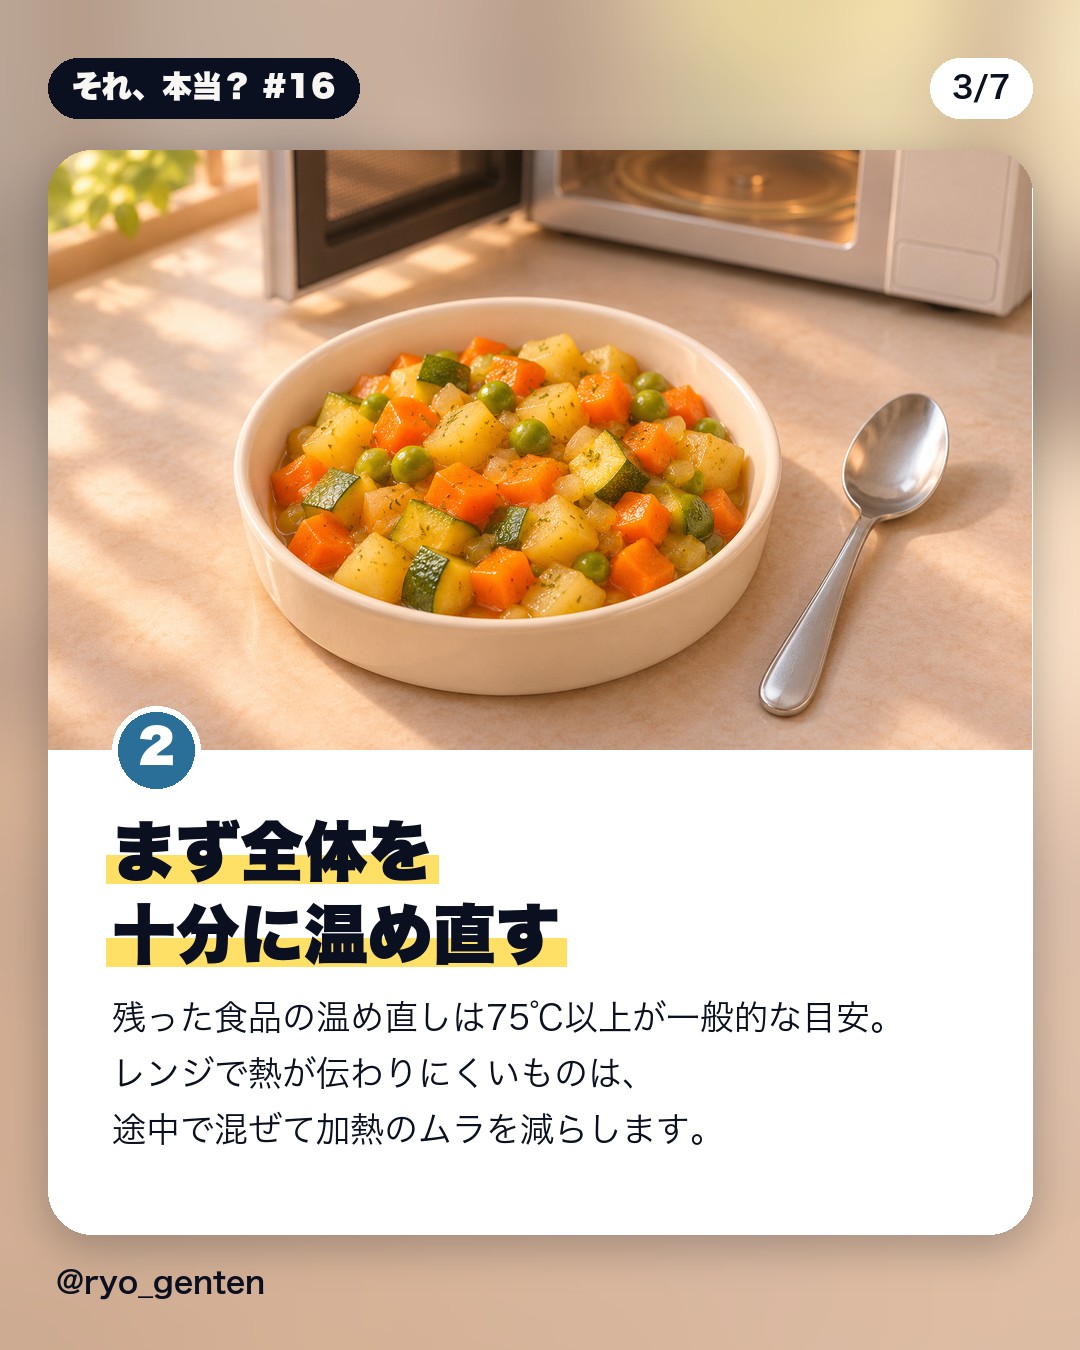 それ、本当？ #16
3/7
2
まず全体を
十分に温め直す
残った食品の温め直しは75℃以上が一般的な目安。
レンジで熱が伝わりにくいものは、
途中で混ぜて加熱のムラを減らします。
@ryo_genten